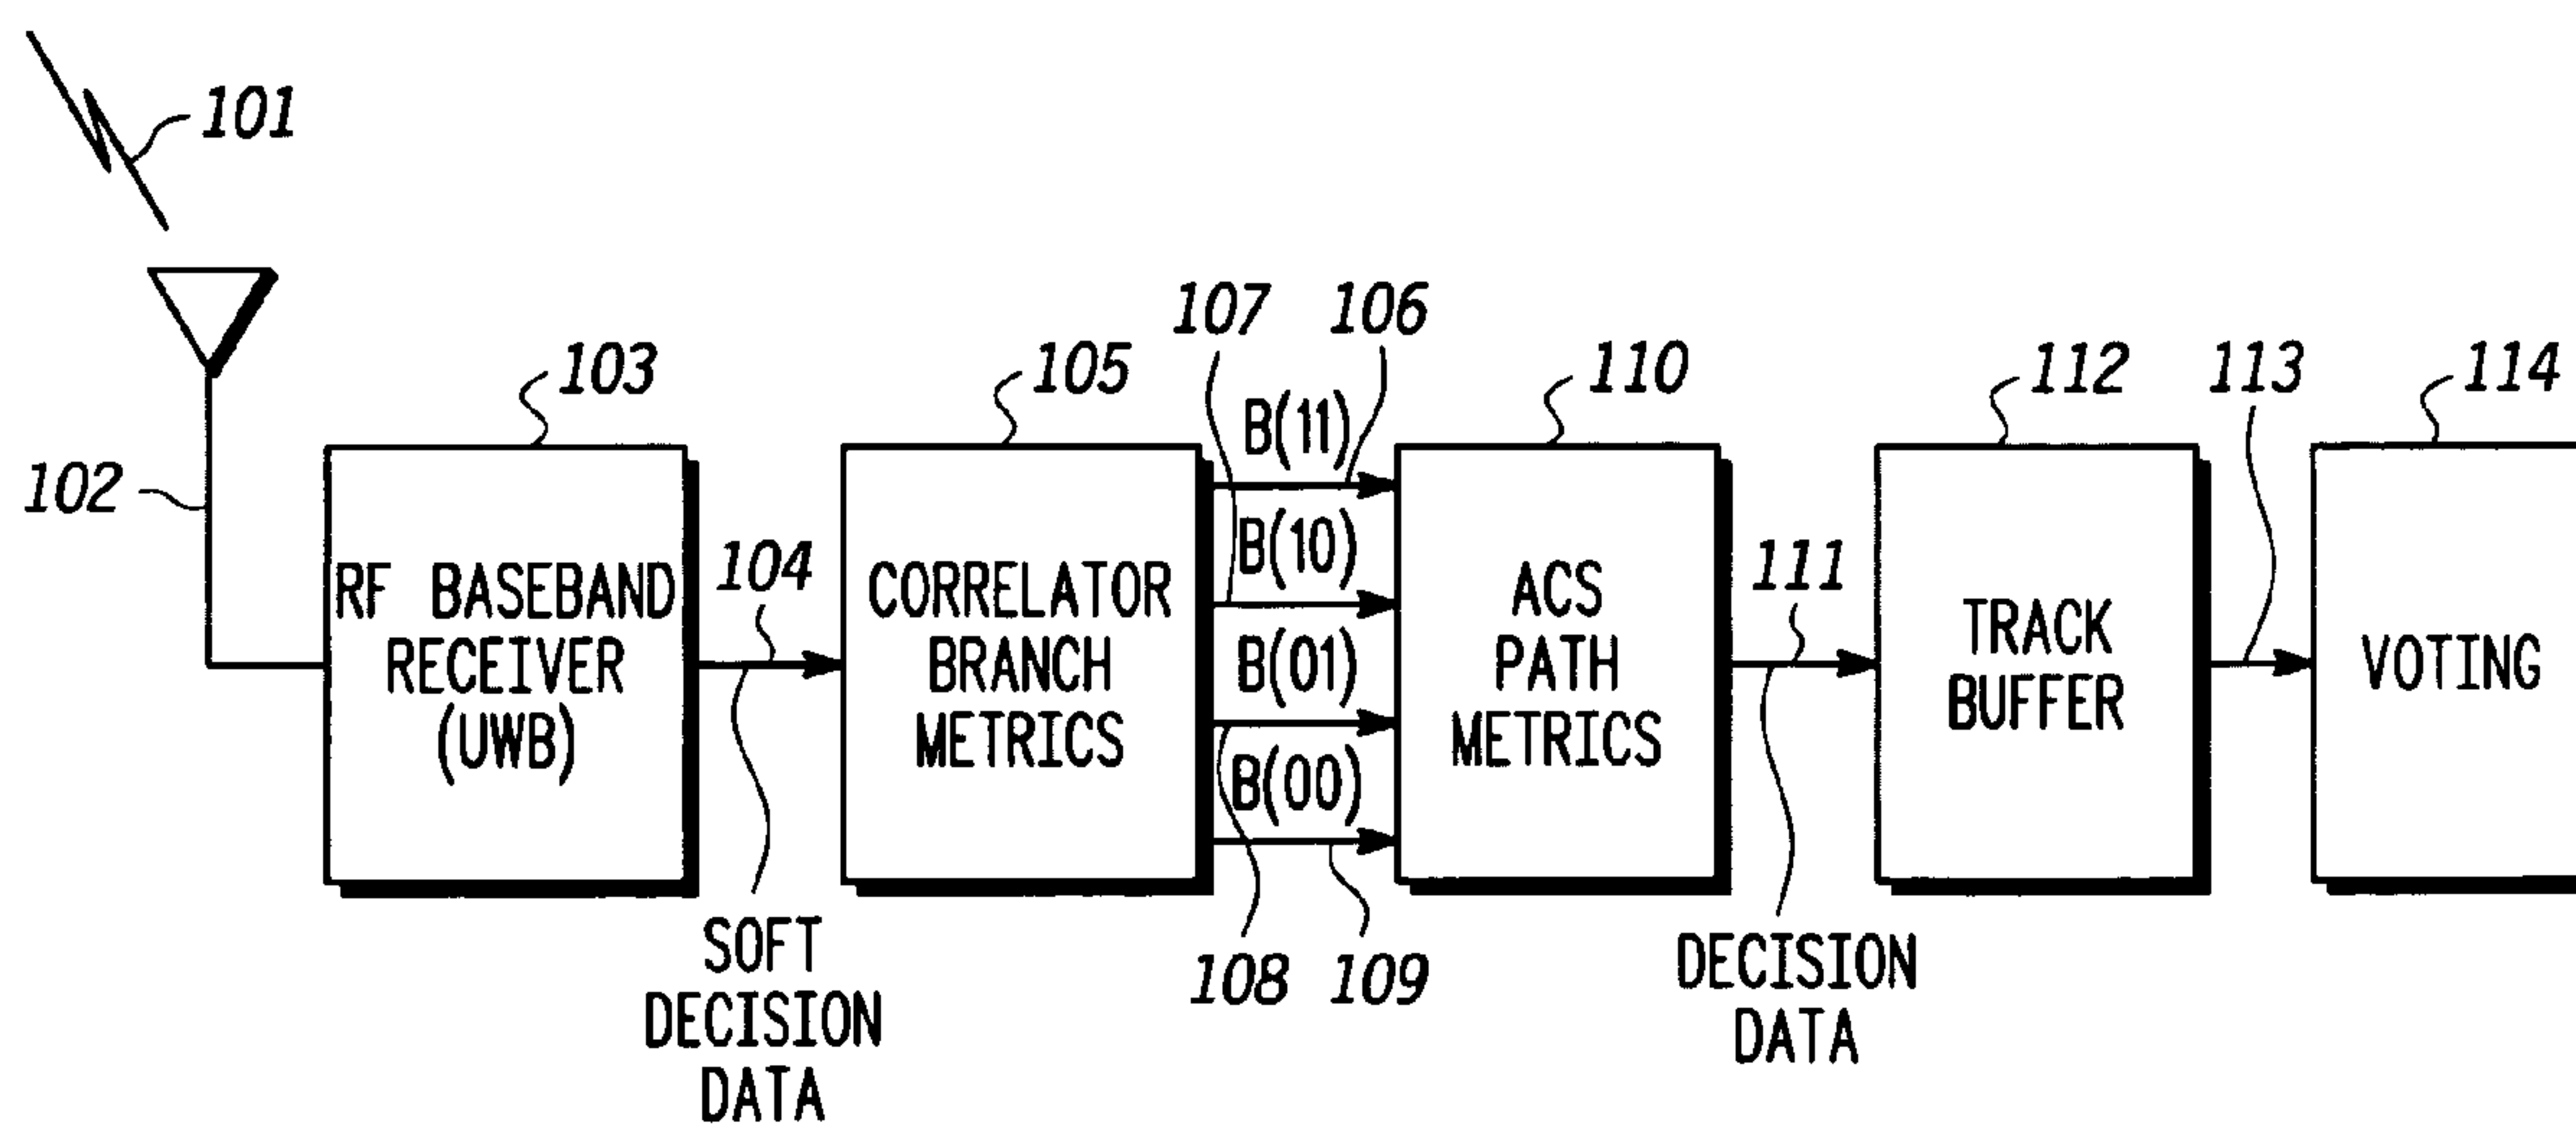 101
102
103
RF BASEBAND
RECEIVER
(UWB)
104
SOFT
DECISION
DATA
105
CORRELATOR
BRANCH
METRICS
107
106
B(11)
B(10)
B(01)
B(00)
108
109
110
ACS
PATH
METRICS
111
DECISION
DATA
112
TRACK
BUFFER
113
114
VOTING